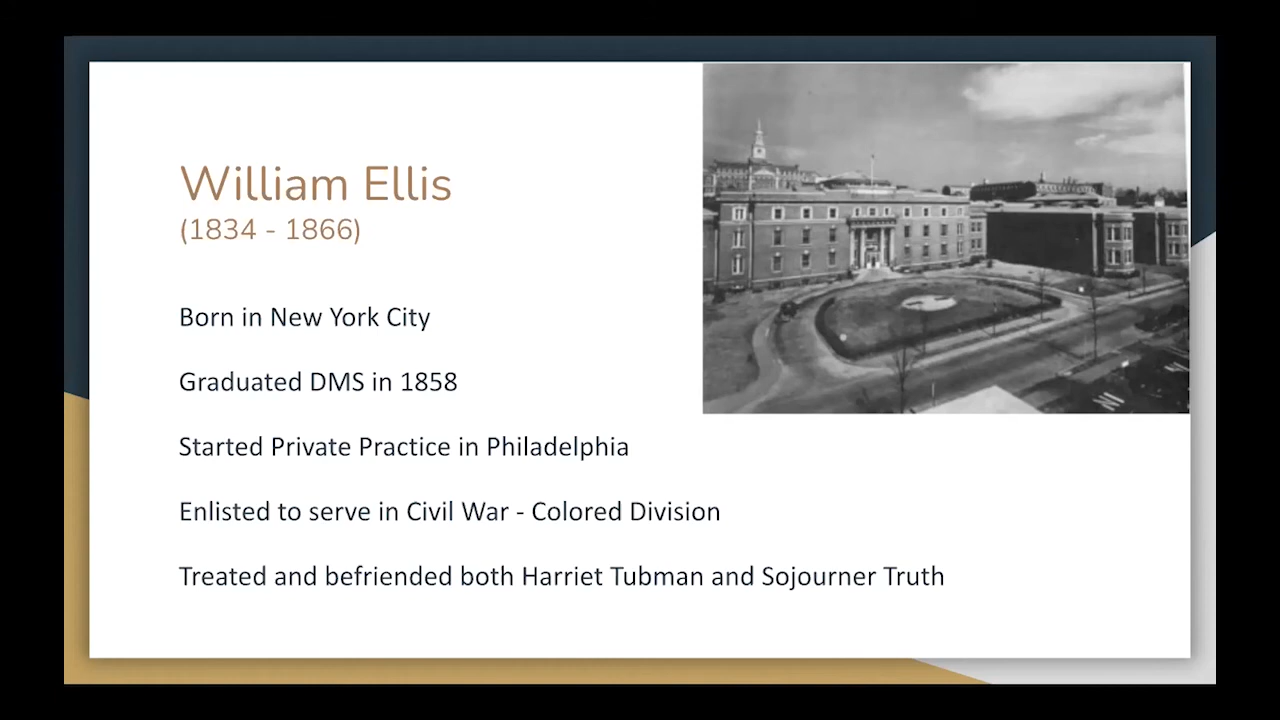 William Ellis
(1834 - 1866)
Born in New York City
Graduated DMS in 1858
Started Private Practice in Philadelphia
Enlisted to serve in Civil War - Colored Division
Treated and befriended both Harriet Tubman and Sojourner Truth